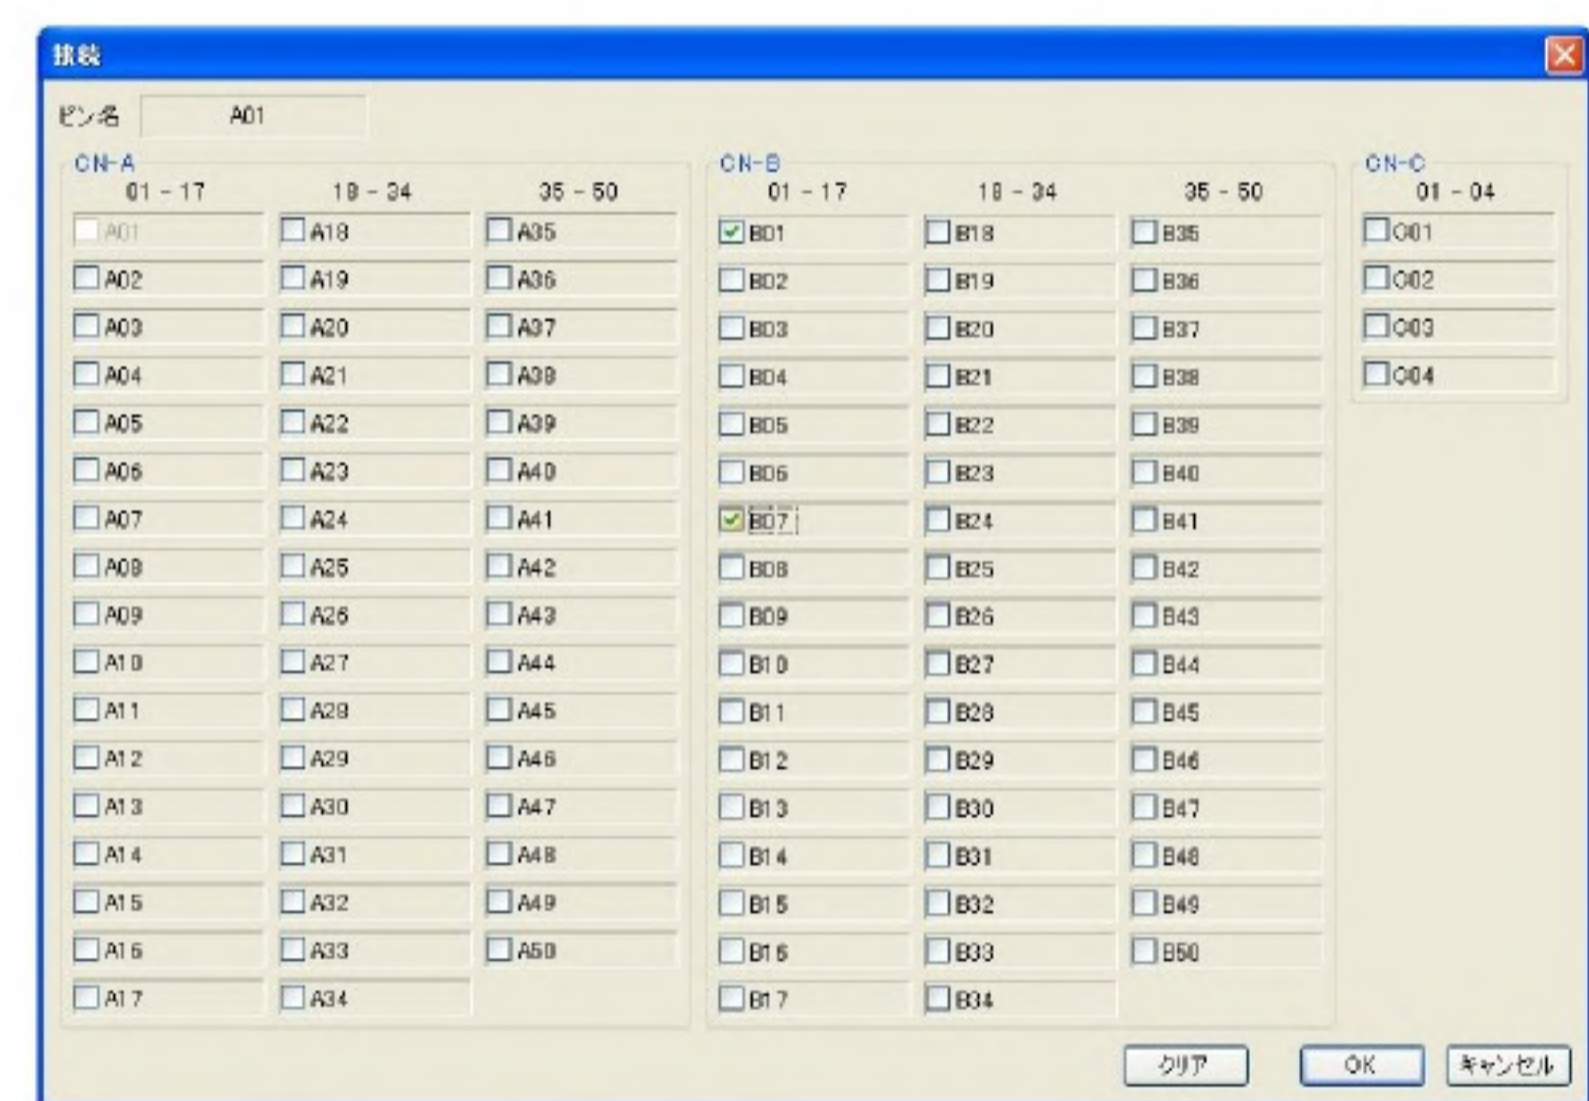 接続
ピン名 A01
CN-A CN-B CN-C
01 - 17 18 - 34 35 - 50 01 - 17 18 - 34 35 - 50 01 - 04
A01 A18 A35 B01 B18 B35 C01
A02 A19 A36 B02 B19 B36 C02
A03 A20 A37 B03 B20 B37 C03
A04 A21 A38 B04 B21 B38 C04
A05 A22 A39 B05 B22 B39
A06 A23 A40 B06 B23 B40
A07 A24 A41 B07 B24 B41
A08 A25 A42 B08 B25 B42
A09 A26 A43 B09 B26 B43
A10 A27 A44 B10 B27 B44
A11 A28 A45 B11 B28 B45
A12 A29 A46 B12 B29 B46
A13 A30 A47 B13 B30 B47
A14 A31 A48 B14 B31 B48
A15 A32 A49 B15 B32 B49
A16 A33 A50 B16 B33 B50
A17 A34 B17 B34
クリア OK キャンセル